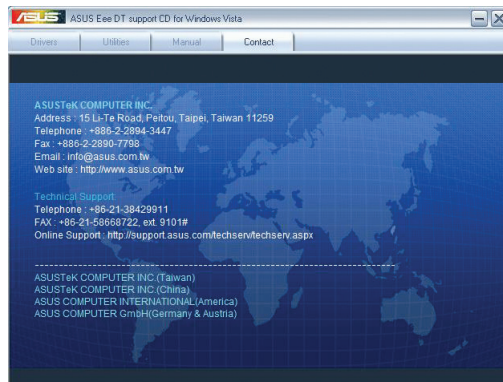 ASUS ASUS Eee DT support CD for Windows Vista
Drivers Utilities Manual Contact
ASUSTeK COMPUTER INC.
Address : 15 Li-Te Road, Peitou, Taipei, Taiwan 11259
Telephone : +886-2-2894-3447
Fax : +886-2-2890-7798
Email : info@asus.com.tw
Web site : http://www.asus.com.tw
Technical Support
Telephone : +86-21-38429911
FAX : +86-21-58668722, ext. 9101#
Online Support : http://support.asus.com/techserv/techserv.aspx
ASUSTeK COMPUTER INC.(Taiwan)
ASUSTeK COMPUTER INC.(China)
ASUS COMPUTER INTERNATIONAL(America)
ASUS COMPUTER GmbH(Germany & Austria)